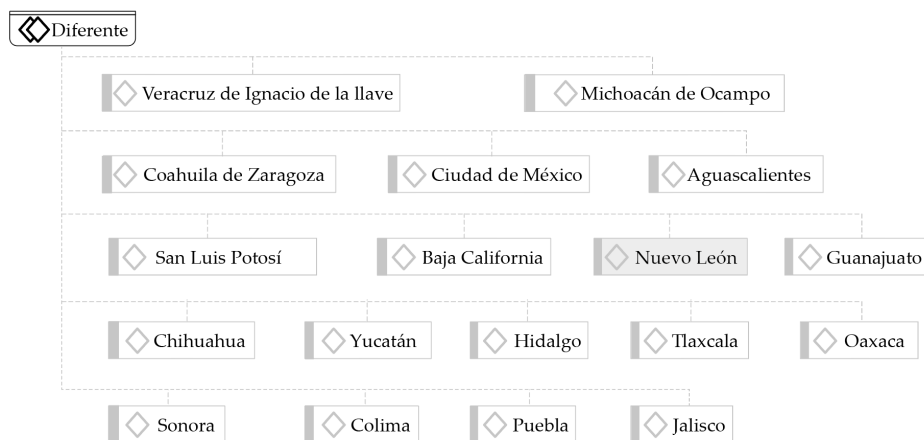 Diferente
Veracruz de Ignacio de la llave
Michoacán de Ocampo
Coahuila de Zaragoza
Ciudad de México
Aguascalientes
San Luis Potosí
Baja California
Nuevo León
Guanajuato
Chihuahua
Yucatán
Hidalgo
Tlaxcala
Oaxaca
Sonora
Colima
Puebla
Jalisco